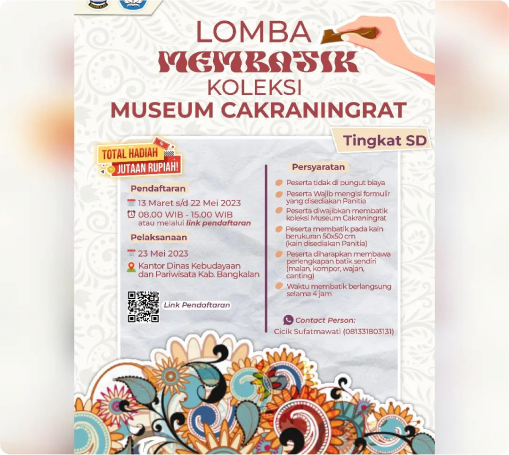 LOMBA
MEMBATIK
KOLEKSI
MUSEUM CAKRANINGRAT
Tingkat SD
TOTAL HADIAH
JUTAAN RUPIAH!
Pendaftaran
13 Maret s/d 22 Mei 2023
08.00 WIB - 15.00 WIB
atau melalui link pendaftaran
Pelaksanaan
23 Mei 2023
Kantor Dinas Kebudayaan
dan Pariwisata Kab. Bangkalan
Link Pendaftaran
Persyaratan
Peserta tidak di pungut biaya
Peserta Wajib mengisi formulir
yang disediakan Panitia
Peserta diwajibkan membatik
koleksi Museum Cakraningrat
Peserta membatik pada kain
berukuran 50x50 cm
(kain disediakan Panitia)
Peserta diharapkan membawa
perlengkapan batik sendiri
(malan, kompor, wajan,
canting)
Waktu membatik berlangsung
selama 4 jam
Contact Person:
Cicik Sufatmawati (081331803131)